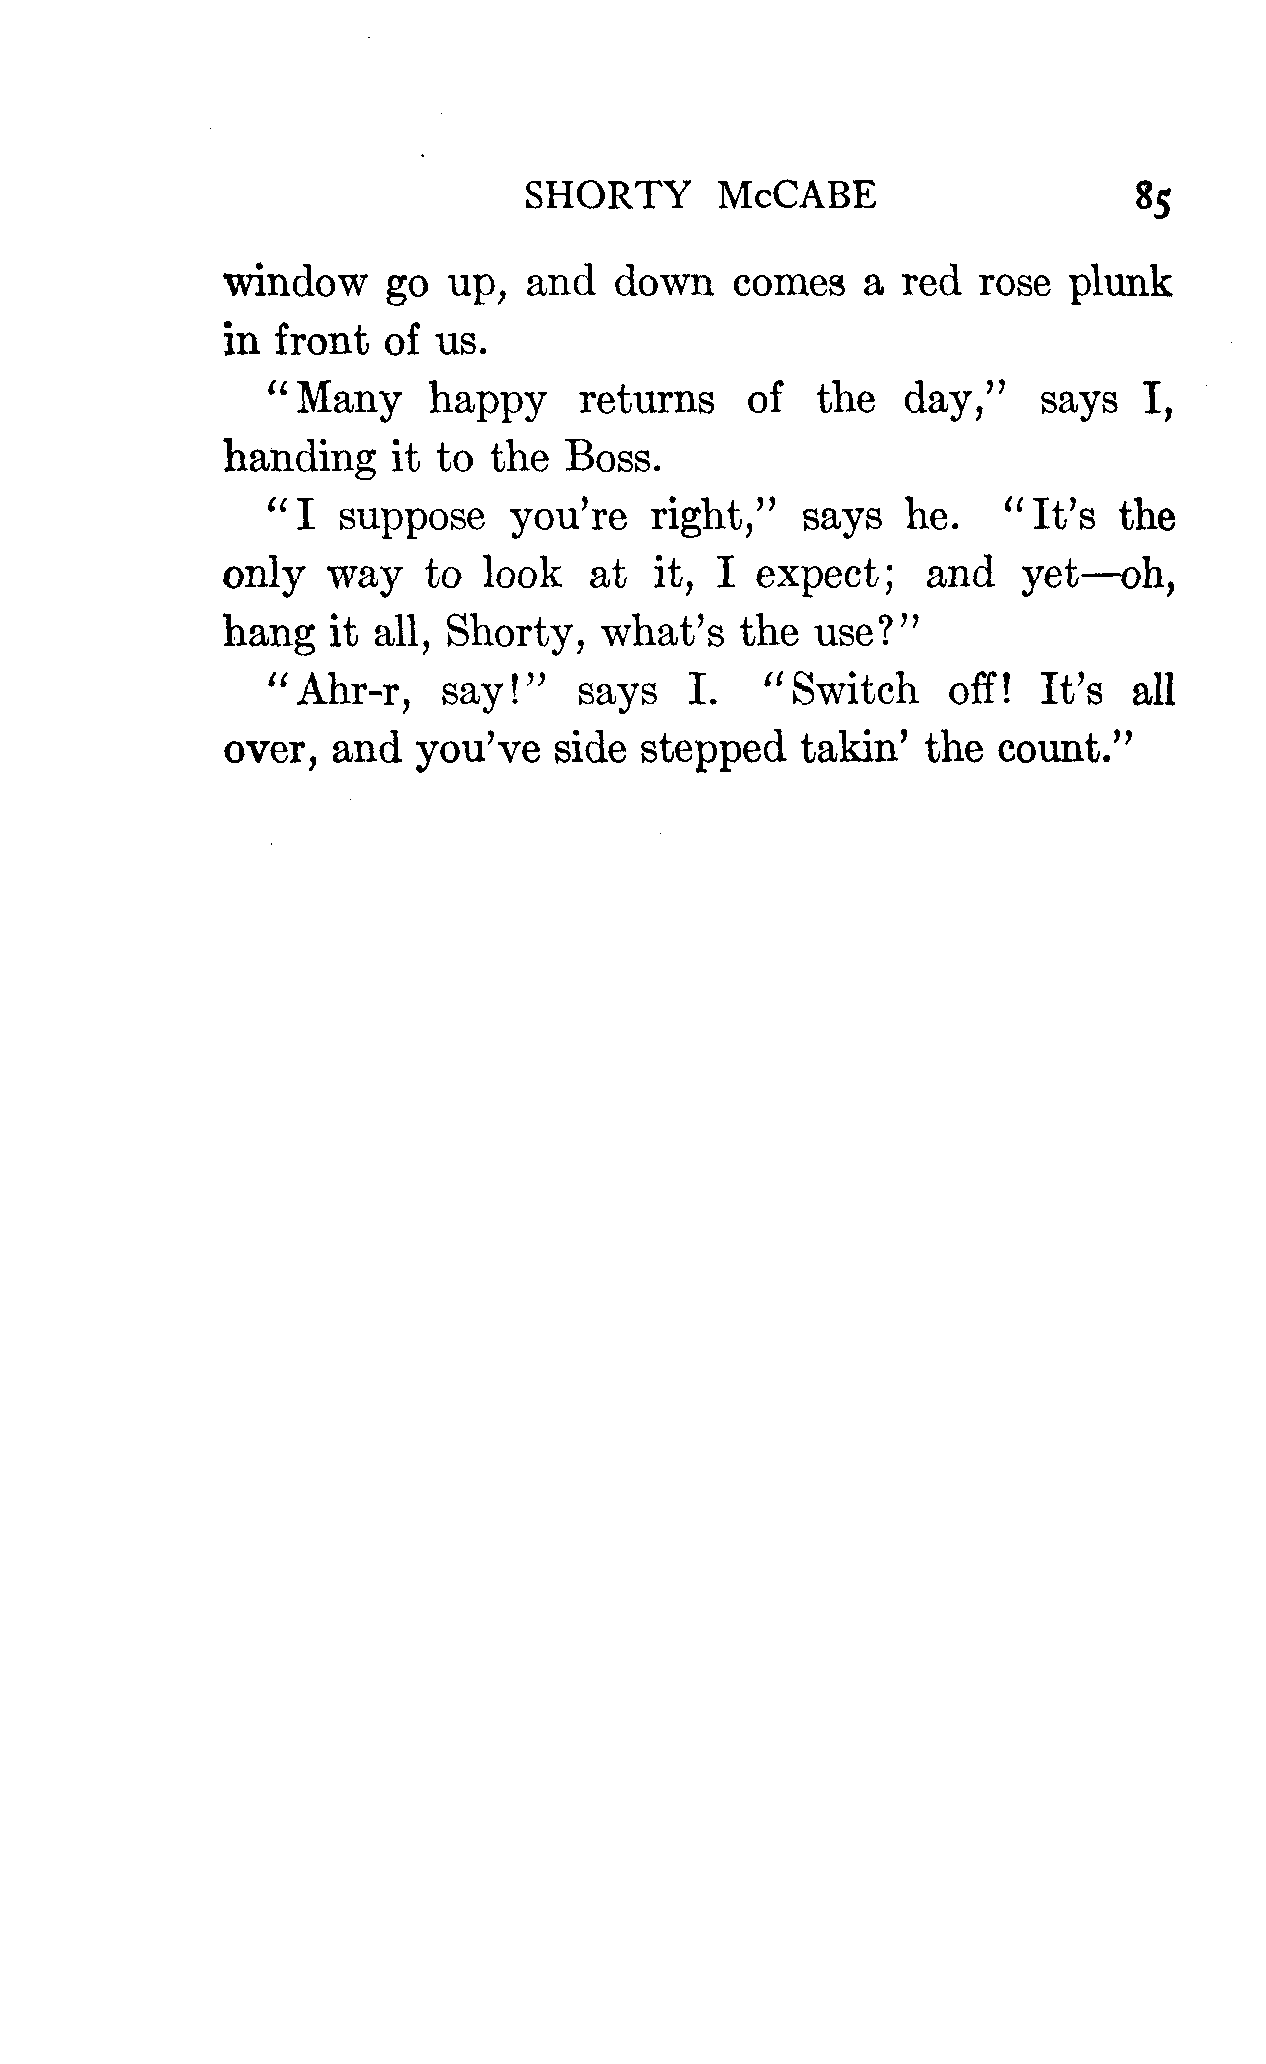 SHORTY McCABE 85
window go up, and down comes a red rose plunk
in front of us.
"Many happy returns of the day," says I,
handing it to the Boss.
"I suppose you're right," says he. "It's the
only way to look at it, I expect; and yet—oh,
hang it all, Shorty, what's the use?"
"Ahr-r, say!" says I. "Switch off! It's all
over, and you've side stepped takin' the count."